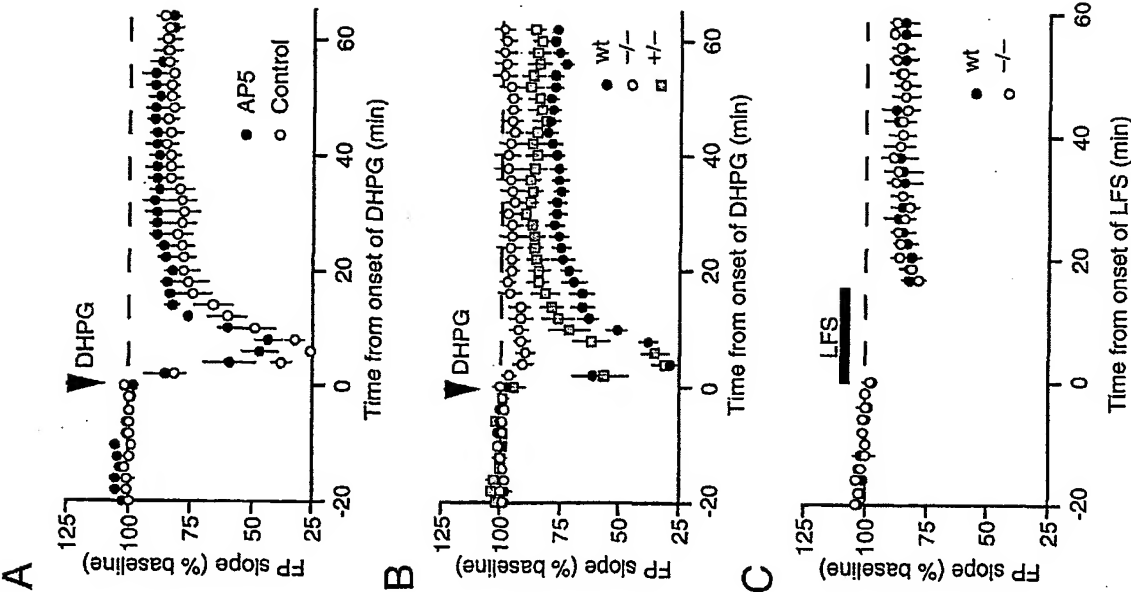 A
FP slope (% baseline)
125
100
75
50
25
DHPG
AP5
Control
-20
0
20
40
60
Time from onset of DHPG (min)
B
FP slope (% baseline)
125
100
75
50
25
DHPG
wt
-/-
+/-
-20
0
20
40
60
Time from onset of DHPG (min)
C
FP slope (% baseline)
125
100
75
50
25
LFS
wt
-/-
-20
0
20
40
60
Time from onset of LFS (min)